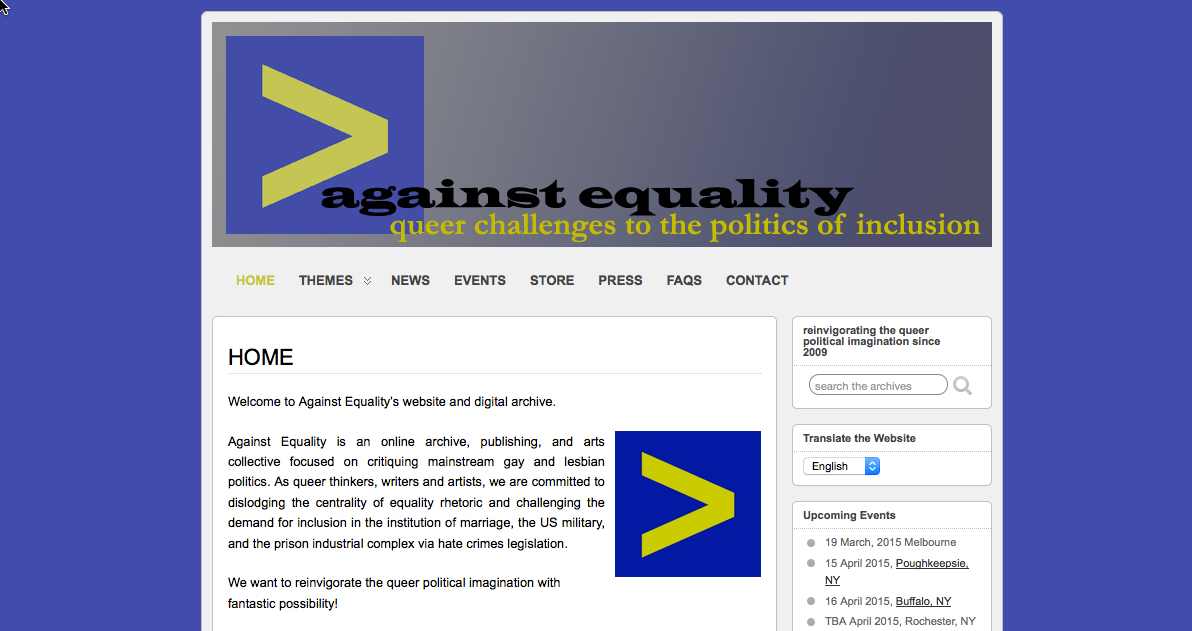 against equality
queer challenges to the politics of inclusion
HOME THEMES NEWS EVENTS STORE PRESS FAQS CONTACT
HOME
Welcome to Against Equality's website and digital archive.
Against Equality is an online archive, publishing, and arts
collective focused on critiquing mainstream gay and lesbian
politics. As queer thinkers, writers and artists, we are committed to
dislodging the centrality of equality rhetoric and challenging the
demand for inclusion in the institution of marriage, the US military,
and the prison industrial complex via hate crimes legislation.
We want to reinvigorate the queer political imagination with
fantastic possibility!
reinvigorating the queer
political imagination since
2009
search the archives
Translate the Website
English
Upcoming Events
19 March, 2015 Melbourne
15 April 2015, Poughkeepsie,
NY
16 April 2015, Buffalo, NY
TBA April 2015, Rochester, NY